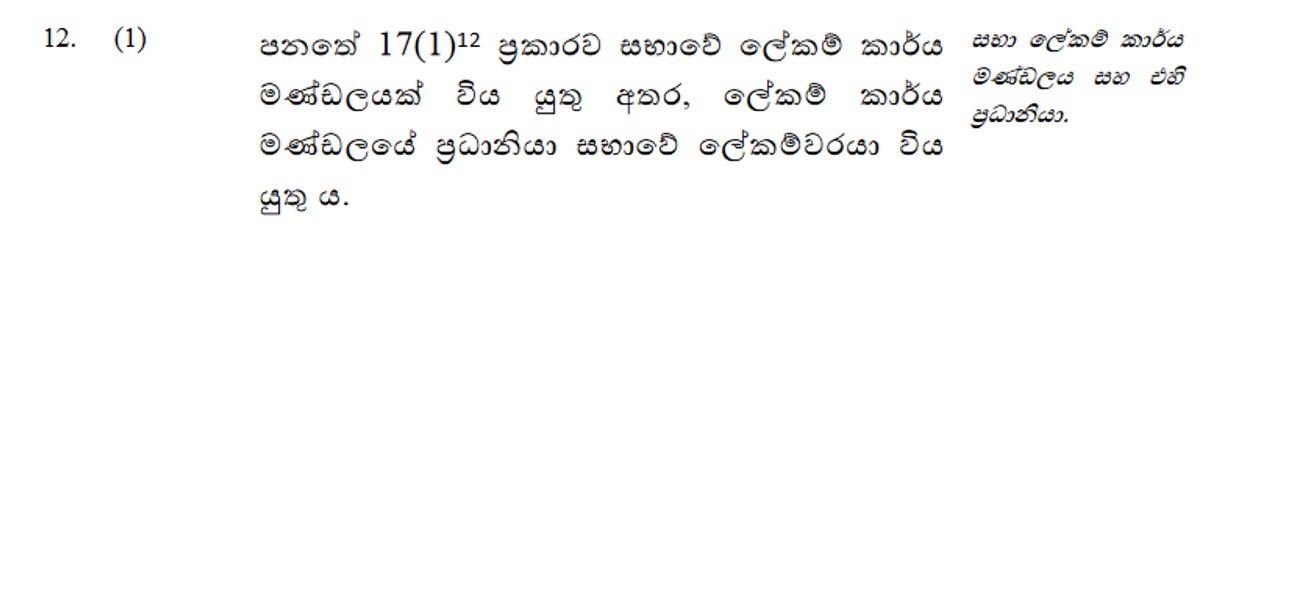 12. (1) පනතේ 17(1)¹² ප්‍රකාරව සභාවේ ලේකම් කාර්ය
මණ්ඩලයක් විය යුතු අතර, ලේකම් කාර්ය
මණ්ඩලයේ ප්‍රධානියා සභාවේ ලේකම්වරයා විය
යුතු ය.
සභා ලේකම් කාර්ය
මණ්ඩලය සහ එහි
ප්‍රධානියා.